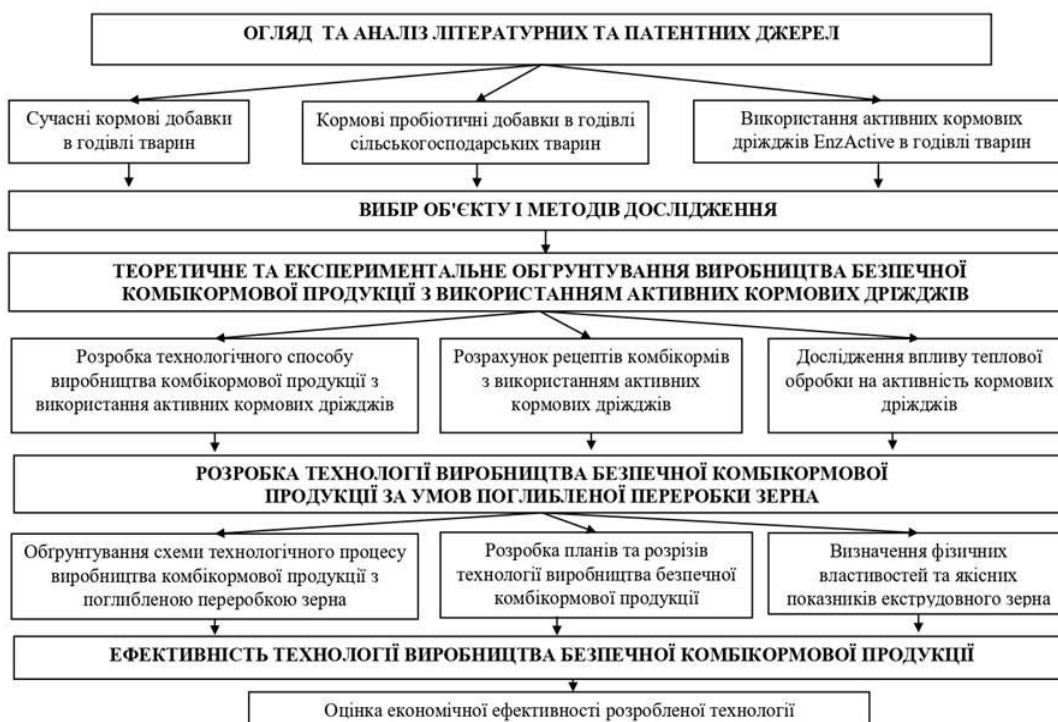 ОГЛЯД ТА АНАЛІЗ ЛІТЕРАТУРНИХ ТА ПАТЕНТНИХ ДЖЕРЕЛ
Сучасні кормові добавки
в годівлі тварин
Кормові пробіотичні добавки в годівлі
сільськогосподарських тварин
Використання активних кормових
дріжджів EnzActive в годівлі тварин
ВИБІР ОБ'ЄКТУ І МЕТОДІВ ДОСЛІДЖЕННЯ
ТЕОРЕТИЧНЕ ТА ЕКСПЕРИМЕНТАЛЬНЕ ОБГРУНТУВАННЯ ВИРОБНИЦТВА БЕЗПЕЧНОЇ
КОМБІКОРМОВОЇ ПРОДУКЦІЇ З ВИКОРИСТАННЯМ АКТИВНИХ КОРМОВИХ ДРІЖДЖІВ
Розробка технологічного способу
виробництва комбікормової продукції з
використання активних кормових дріжджів
Розрахунок рецептів комбікормів
з використанням активних
кормових дріжджів
Дослідження впливу теплової
обробки на активність кормових
дріжджів
РОЗРОБКА ТЕХНОЛОГІЇ ВИРОБНИЦТВА БЕЗПЕЧНОЇ КОМБІКОРМОВОЇ
ПРОДУКЦІЇ ЗА УМОВ ПОГЛИБЛЕНОЇ ПЕРЕРОБКИ ЗЕРНА
Обґрунтування схеми технологічного процесу
виробництва комбікормової продукції з
поглибленою переробкою зерна
Розробка планів та розрізів
технології виробництва безпечної
комбікормової продукції
Визначення фізичних
властивостей та якісних
показників екструдовного зерна
ЕФЕКТИВНІСТЬ ТЕХНОЛОГІЇ ВИРОБНИЦТВА БЕЗПЕЧНОЇ КОМБІКОРМОВОЇ ПРОДУКЦІЇ
Оцінка економічної ефективності розробленої технології